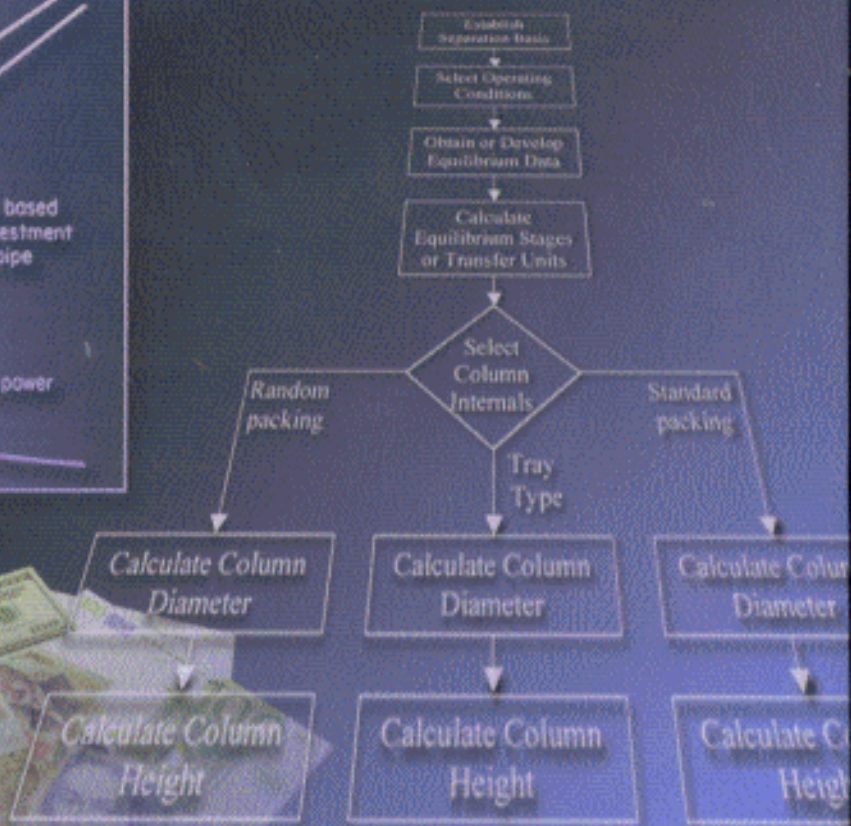 Establish
Separation Basis
Select Operating
Conditions
Obtain or Develop
Equilibrium Data
Calculate
Equilibrium Stages
or Transfer Units
based
estment
pipe
power
Select
Column
Internals
Random
packing
Standard
packing
Tray
Type
Calculate Column
Diameter
Calculate Column
Diameter
Calculate Colum
Diameter
Calculate Column
Height
Calculate Column
Height
Calculate Co
Heigh